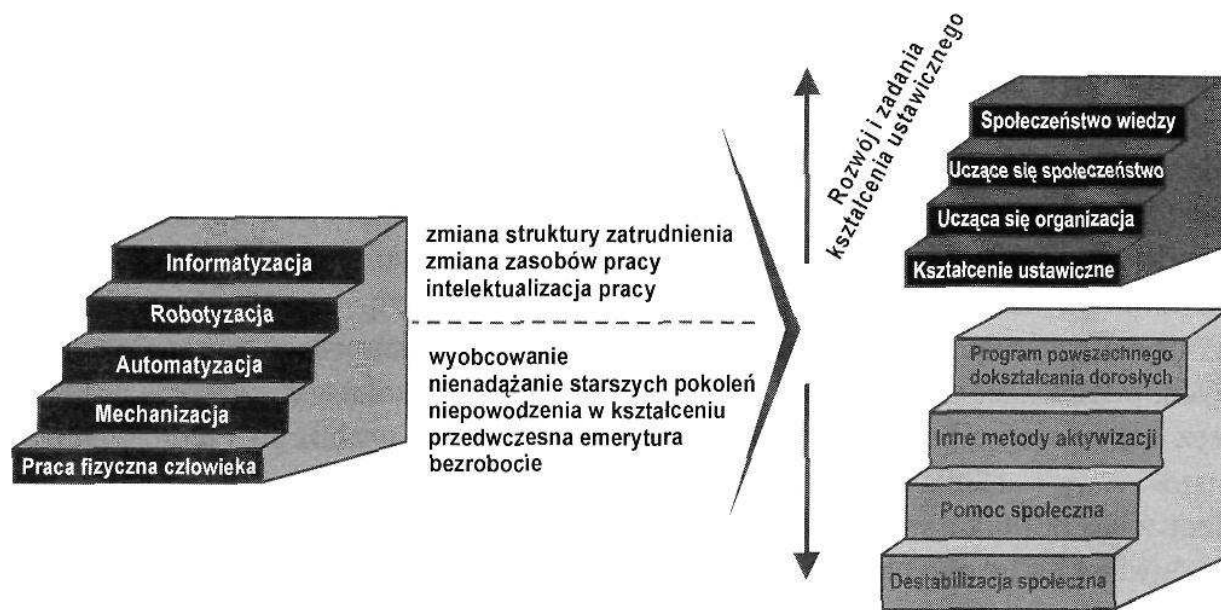 Informatyzacja
Robotyzacja
Automatyzacja
Mechanizacja
Praca fizyczna człowieka
zmiana struktury zatrudnienia
zmiana zasobów pracy
intelektualizacja pracy
wyobcowanie
nienadążanie starszych pokoleń
niepowodzenia w kształceniu
przedwczesna emerytura
bezrobocie
Rozwój i zadania
kształcenia ustawicznego
Społeczeństwo wiedzy
Uczące się społeczeństwo
Ucząca się organizacja
Kształcenie ustawiczne
Program powszechnego
dokształcania dorosłych
Inne metody aktywizacji
Pomoc społeczna
Destabilizacja społeczna